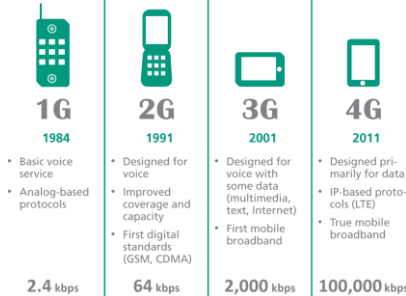 1G
1984
• Basic voice
service
• Analog-based
protocols
2.4 kbps
2G
1991
• Designed for
voice
• Improved
coverage and
capacity
• First digital
standards
(GSM, CDMA)
64 kbps
3G
2001
• Designed for
voice with
some data
(multimedia,
text, Internet)
• First mobile
broadband
2,000 kbps
4G
2011
• Designed pri-
marily for data
• IP-based proto-
cols (LTE)
• True mobile
broadband
100,000 kbps